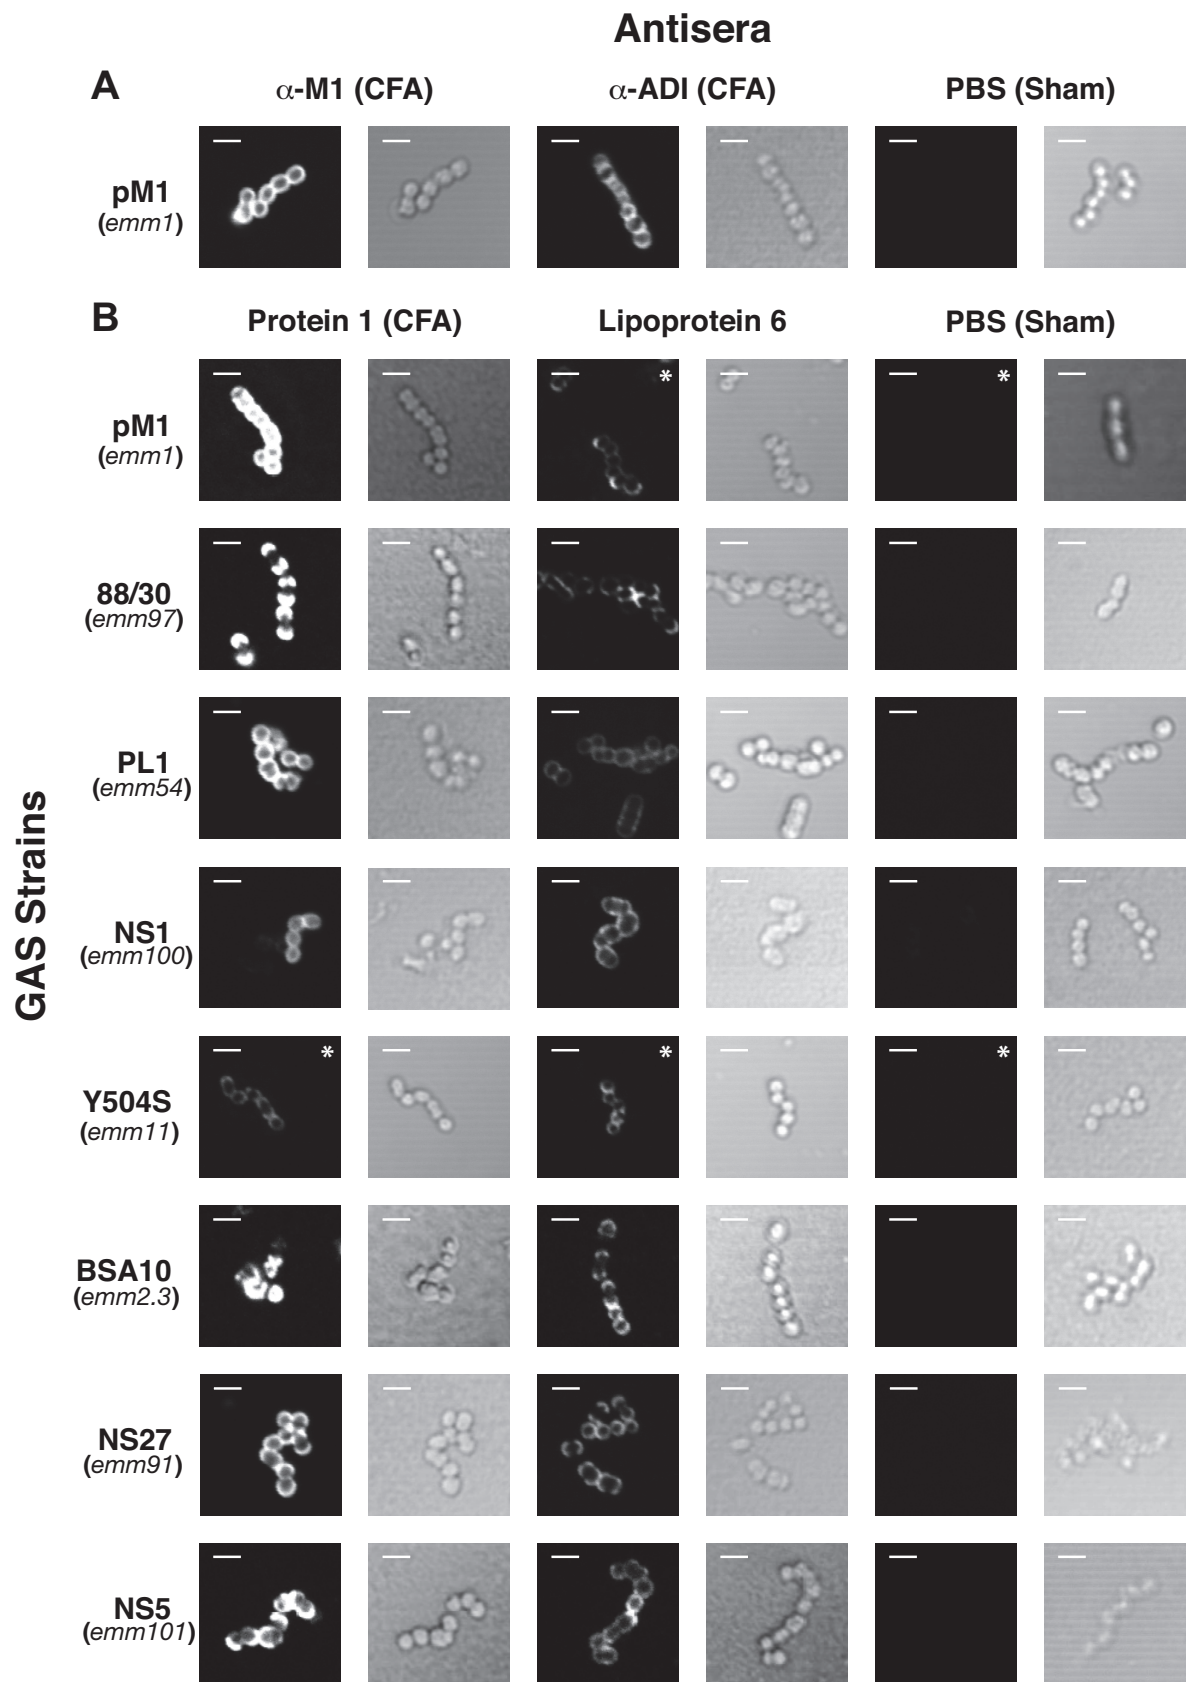 Antisera
A
α-M1 (CFA)
α-ADI (CFA)
PBS (Sham)
pM1
(emm1)
B
Protein 1 (CFA)
Lipoprotein 6
PBS (Sham)
pM1
(emm1)
*
*
88/30
(emm97)
PL1
(emm54)
GAS Strains
NS1
(emm100)
Y504S
(emm11)
*
*
*
BSA10
(emm2.3)
NS27
(emm91)
NS5
(emm101)